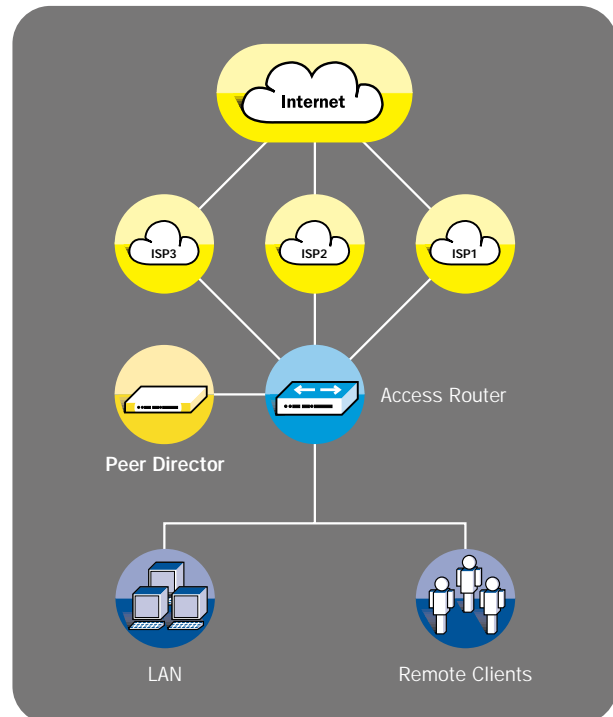 Internet
ISP3
ISP2
ISP1
Access Router
Peer Director
LAN
Remote Clients